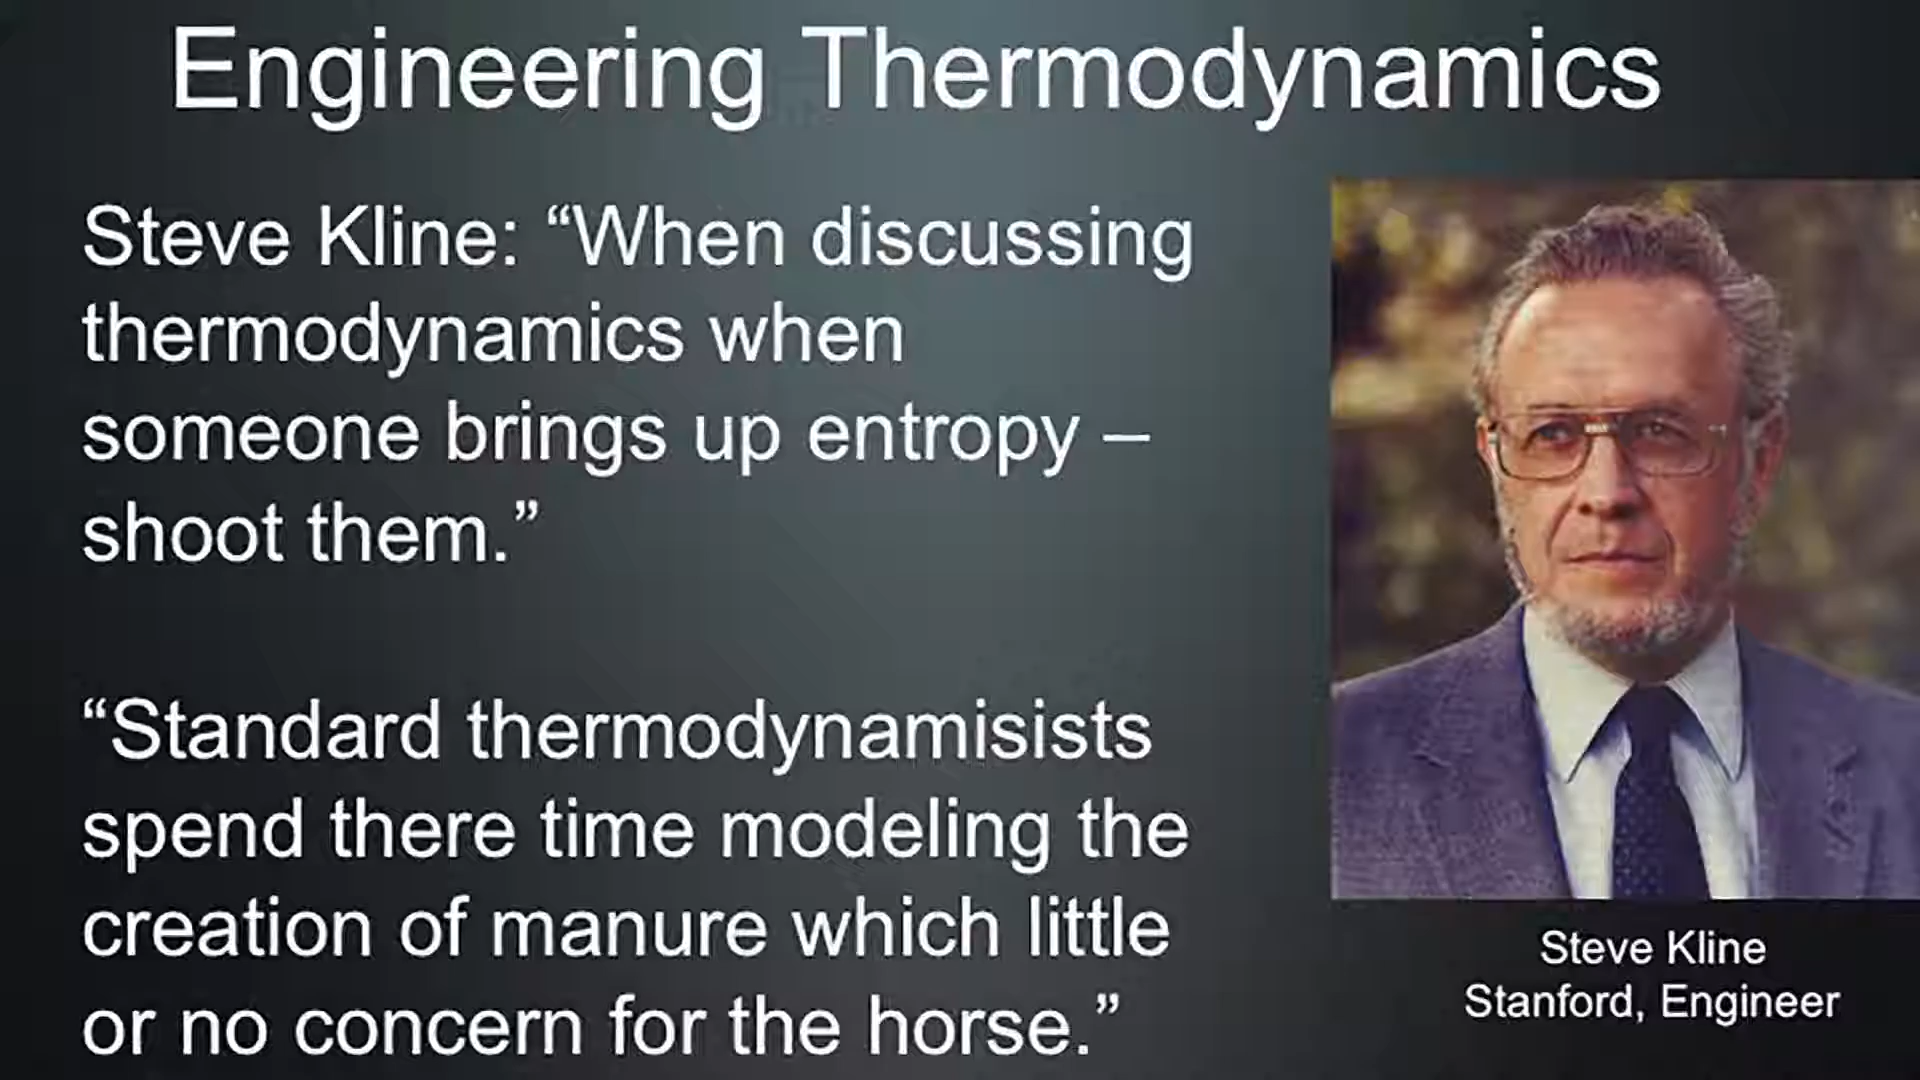 Engineering Thermodynamics
Steve Kline: “When discussing
thermodynamics when
someone brings up entropy –
shoot them.”
“Standard thermodynamisists
spend there time modeling the
creation of manure which little
or no concern for the horse.”
Steve Kline
Stanford, Engineer